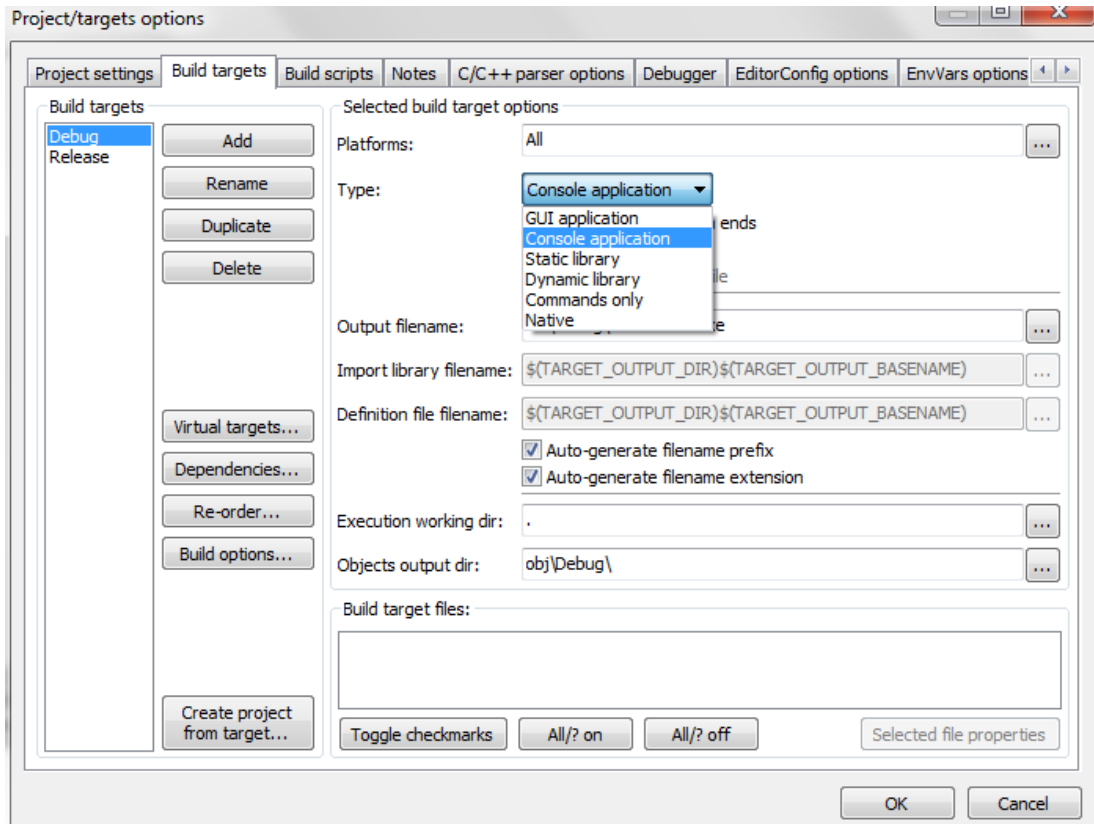 Project/targets options
Project settings Build targets Build scripts Notes C/C++ parser options Debugger EditorConfig options EnvVars options
Build targets
Debug
Release
Add
Rename
Duplicate
Delete
Virtual targets...
Dependencies...
Re-order...
Build options...
Create project
from target...
Selected build target options
Platforms: All ...
Type: Console application
GUI application
ends
Console application
Static library
Dynamic library
Commands only
Native
Output filename: ...
Import library filename: $(TARGET_OUTPUT_DIR)$(TARGET_OUTPUT_BASENAME) ...
Definition file filename: $(TARGET_OUTPUT_DIR)$(TARGET_OUTPUT_BASENAME) ...
Auto-generate filename prefix
Auto-generate filename extension
Execution working dir: . ...
Objects output dir: obj\Debug\ ...
Build target files:
Toggle checkmarks All/? on All/? off Selected file properties
OK Cancel